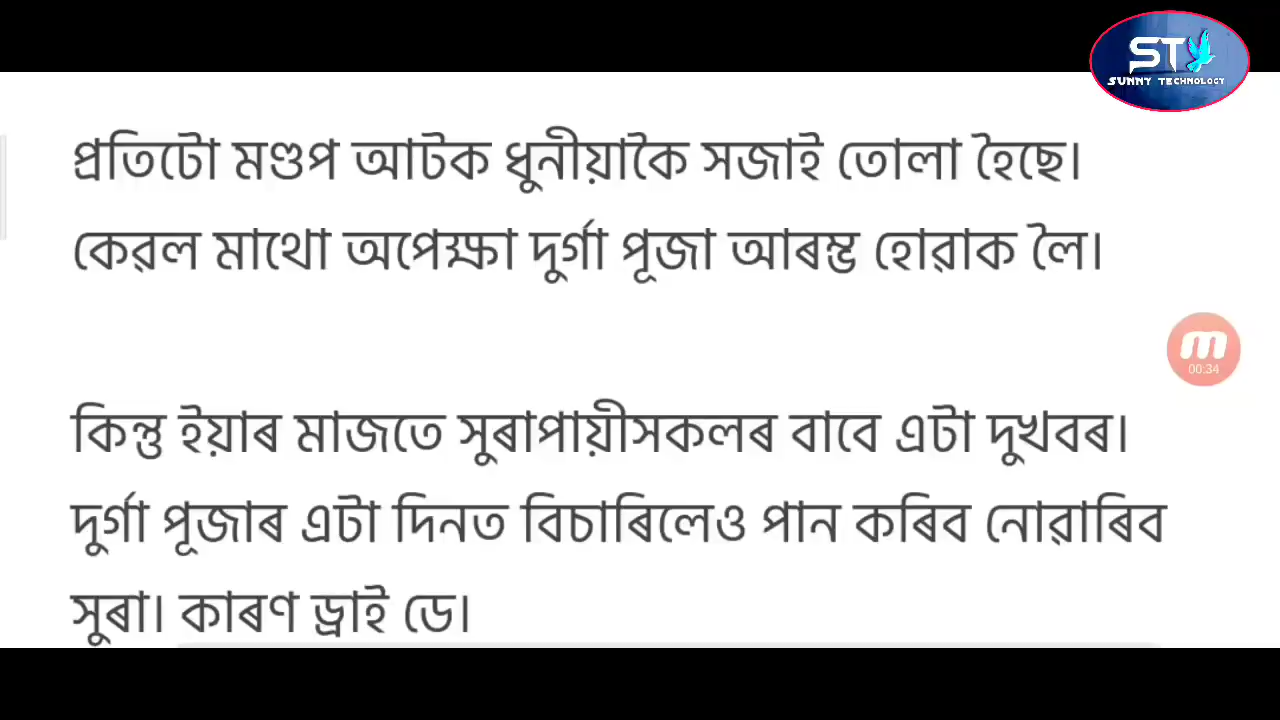 ST
SUNNY TECHNOLOGY
প্ৰতিটো মণ্ডপ আটক ধুনীয়াকৈ সজাই তোলা হৈছে।
কেৱল মাথো অপেক্ষা দুৰ্গা পূজা আৰম্ভ হোৱাক লৈ।
m
00:34
কিন্তু ইয়াৰ মাজতে সুৰাপায়ীসকলৰ বাবে এটা দুখবৰ।
দুৰ্গা পূজাৰ এটা দিনত বিচাৰিলেও পান কৰিব নোৱাৰিব
সুৰা। কাৰণ ড্ৰাই ডে।